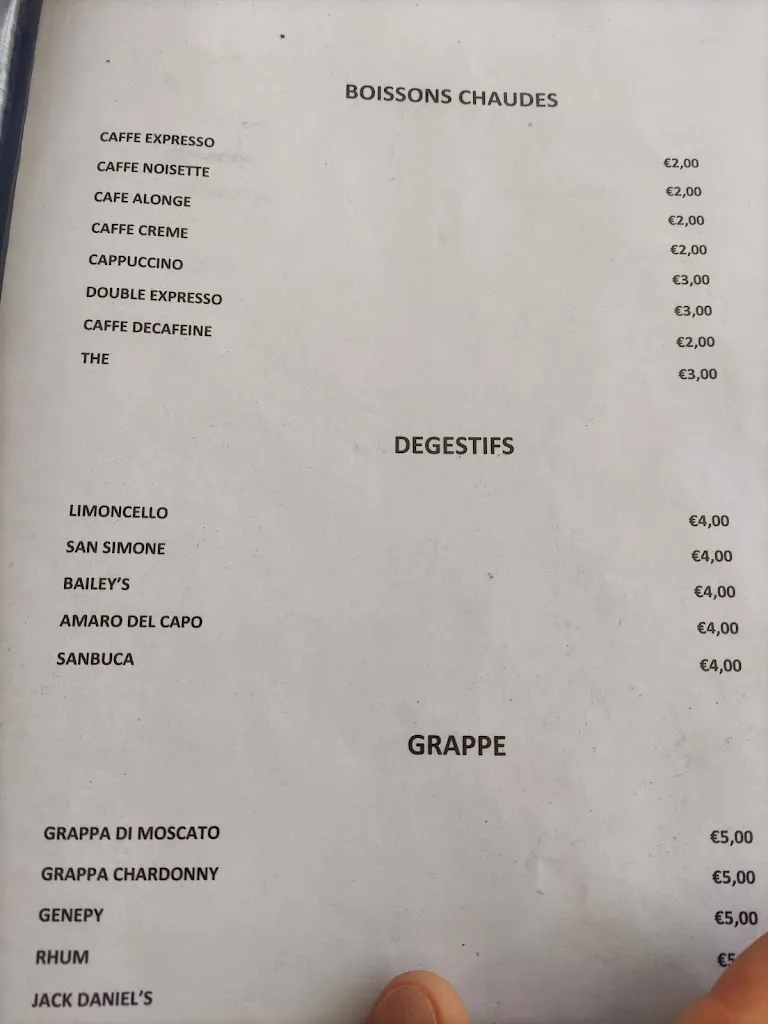 BOISSONS CHAUDES
CAFFE EXPRESSO €2,00
CAFFE NOISETTE €2,00
CAFE ALONGE €2,00
CAFFE CREME €2,00
CAPPUCCINO €3,00
DOUBLE EXPRESSO €3,00
CAFFE DECAFEINE €2,00
THE €3,00
DEGESTIFS
LIMONCELLO €4,00
SAN SIMONE €4,00
BAILEY'S €4,00
AMARO DEL CAPO €4,00
SANBUCA €4,00
GRAPPE
GRAPPA DI MOSCATO €5,00
GRAPPA CHARDONNY €5,00
GENEPY €5,00
RHUM €5
JACK DANIEL'S